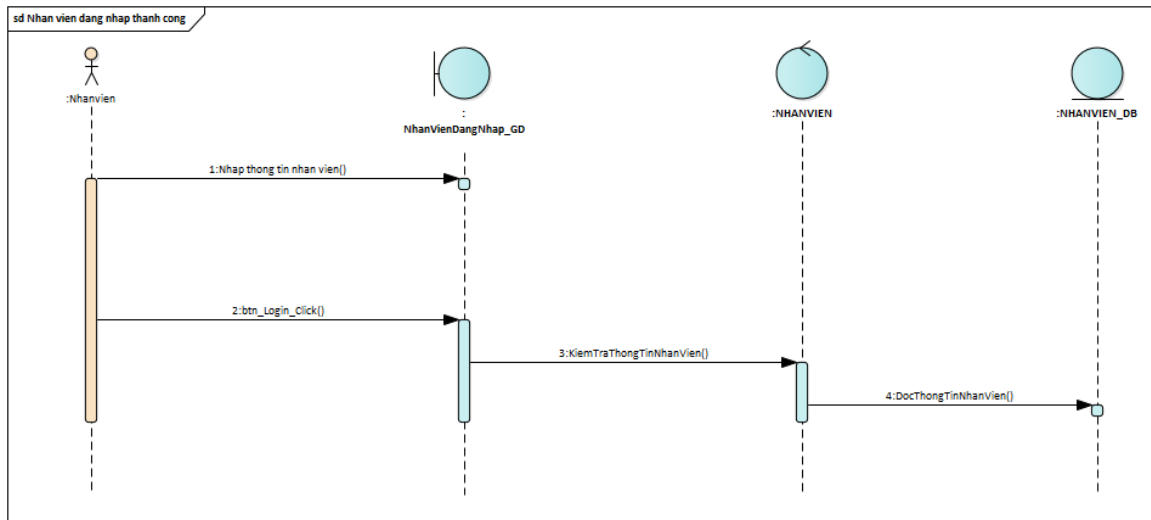 sd Nhan vien dang nhap thanh cong
:Nhanvien
:
NhanVienDangNhap_GD
:NHANVIEN
:NHANVIEN_DB
1:Nhap thong tin nhan vien()
2:btn_Login_Click()
3:KiemTraThongTinNhanVien()
4:DocThongTinNhanVien()